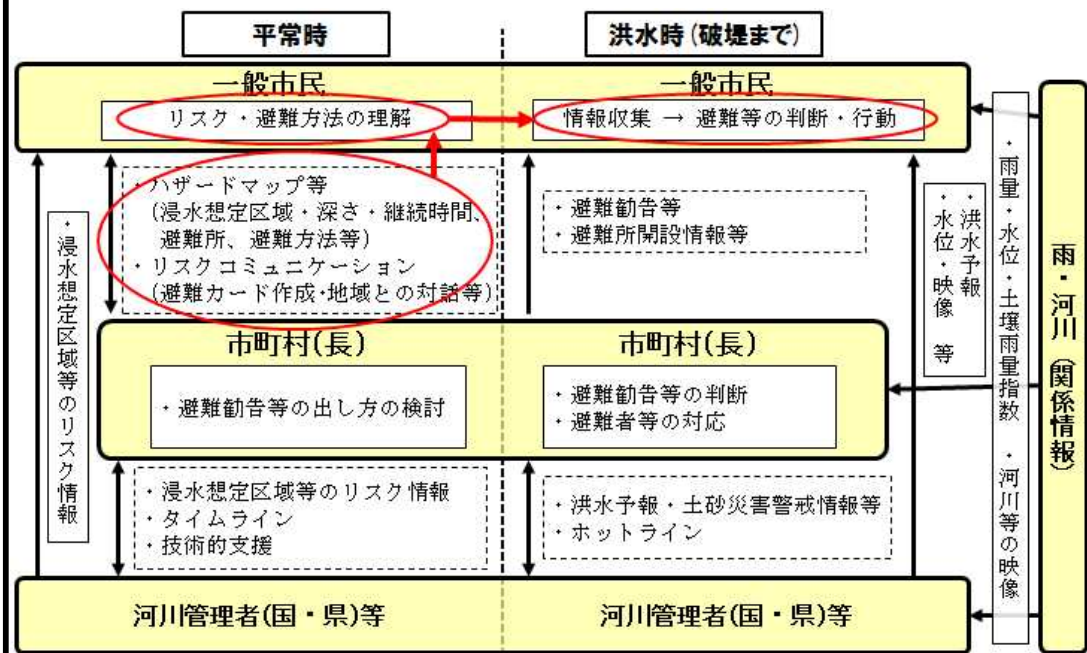 平常時
洪水時(破堤まで)
一般市民
一般市民
リスク・避難方法の理解
情報収集 → 避難等の判断・行動
・ハザードマップ等
(浸水想定区域・深さ・継続時間、
避難所、避難方法等)
・リスクコミュニケーション
(避難カード作成・地域との対話等)
・避難勧告等
・避難所開設情報等
・浸水想定区域等のリスク情報
・洪水予報
・水位・映像 等
・雨量・水位・土壌雨量指数 ・河川等の映像
雨・河川(関係情報)
市町村(長)
市町村(長)
・避難勧告等の出し方の検討
・避難勧告等の判断
・避難者等の対応
・浸水想定区域等のリスク情報
・タイムライン
・技術的支援
・洪水予報・土砂災害警戒情報等
・ホットライン
河川管理者(国・県)等
河川管理者(国・県)等